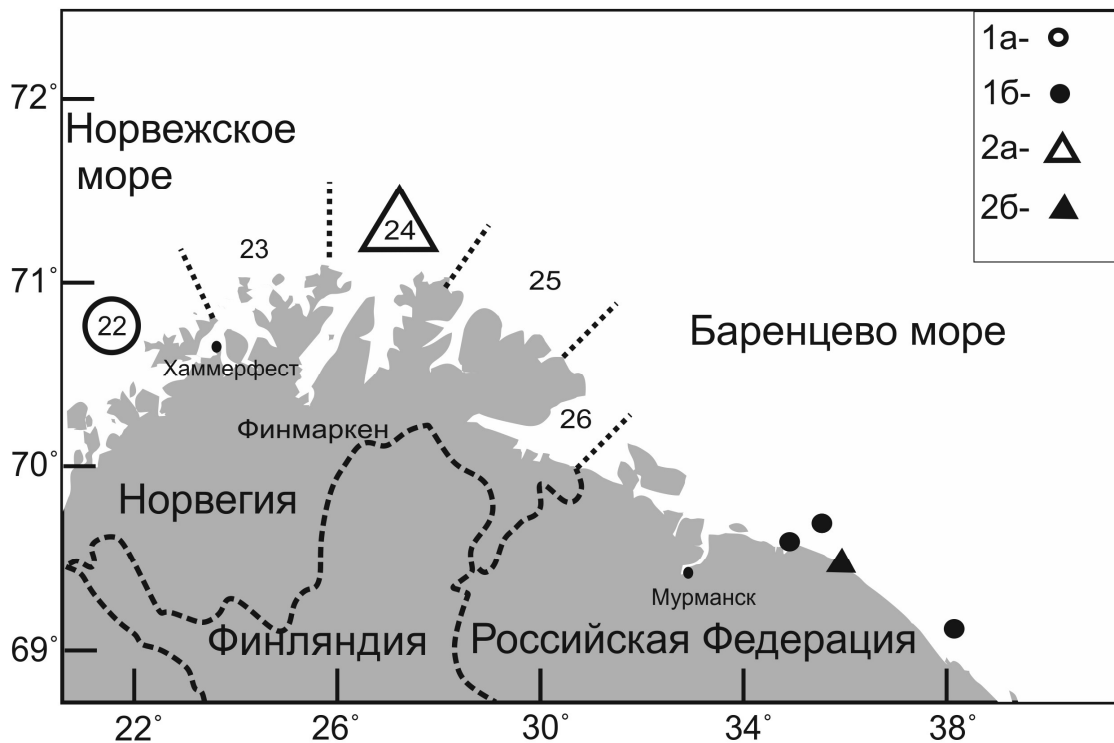 1а-
1б-
2а-
2б-
72°
Норвежское
море
24
23
71°
25
22
Баренцево море
Хаммерфест
26
Финмаркен
70°
Норвегия
Мурманск
Финляндия
Российская Федерация
69°
22°
26°
30°
34°
38°